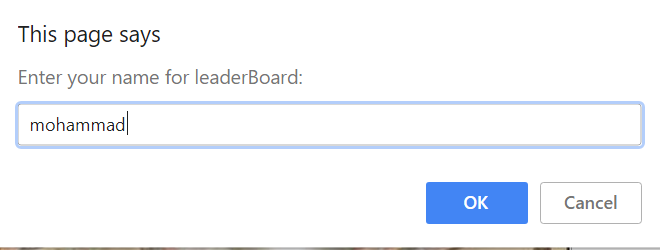 This page says
Enter your name for leaderBoard:
mohammad
OK Cancel